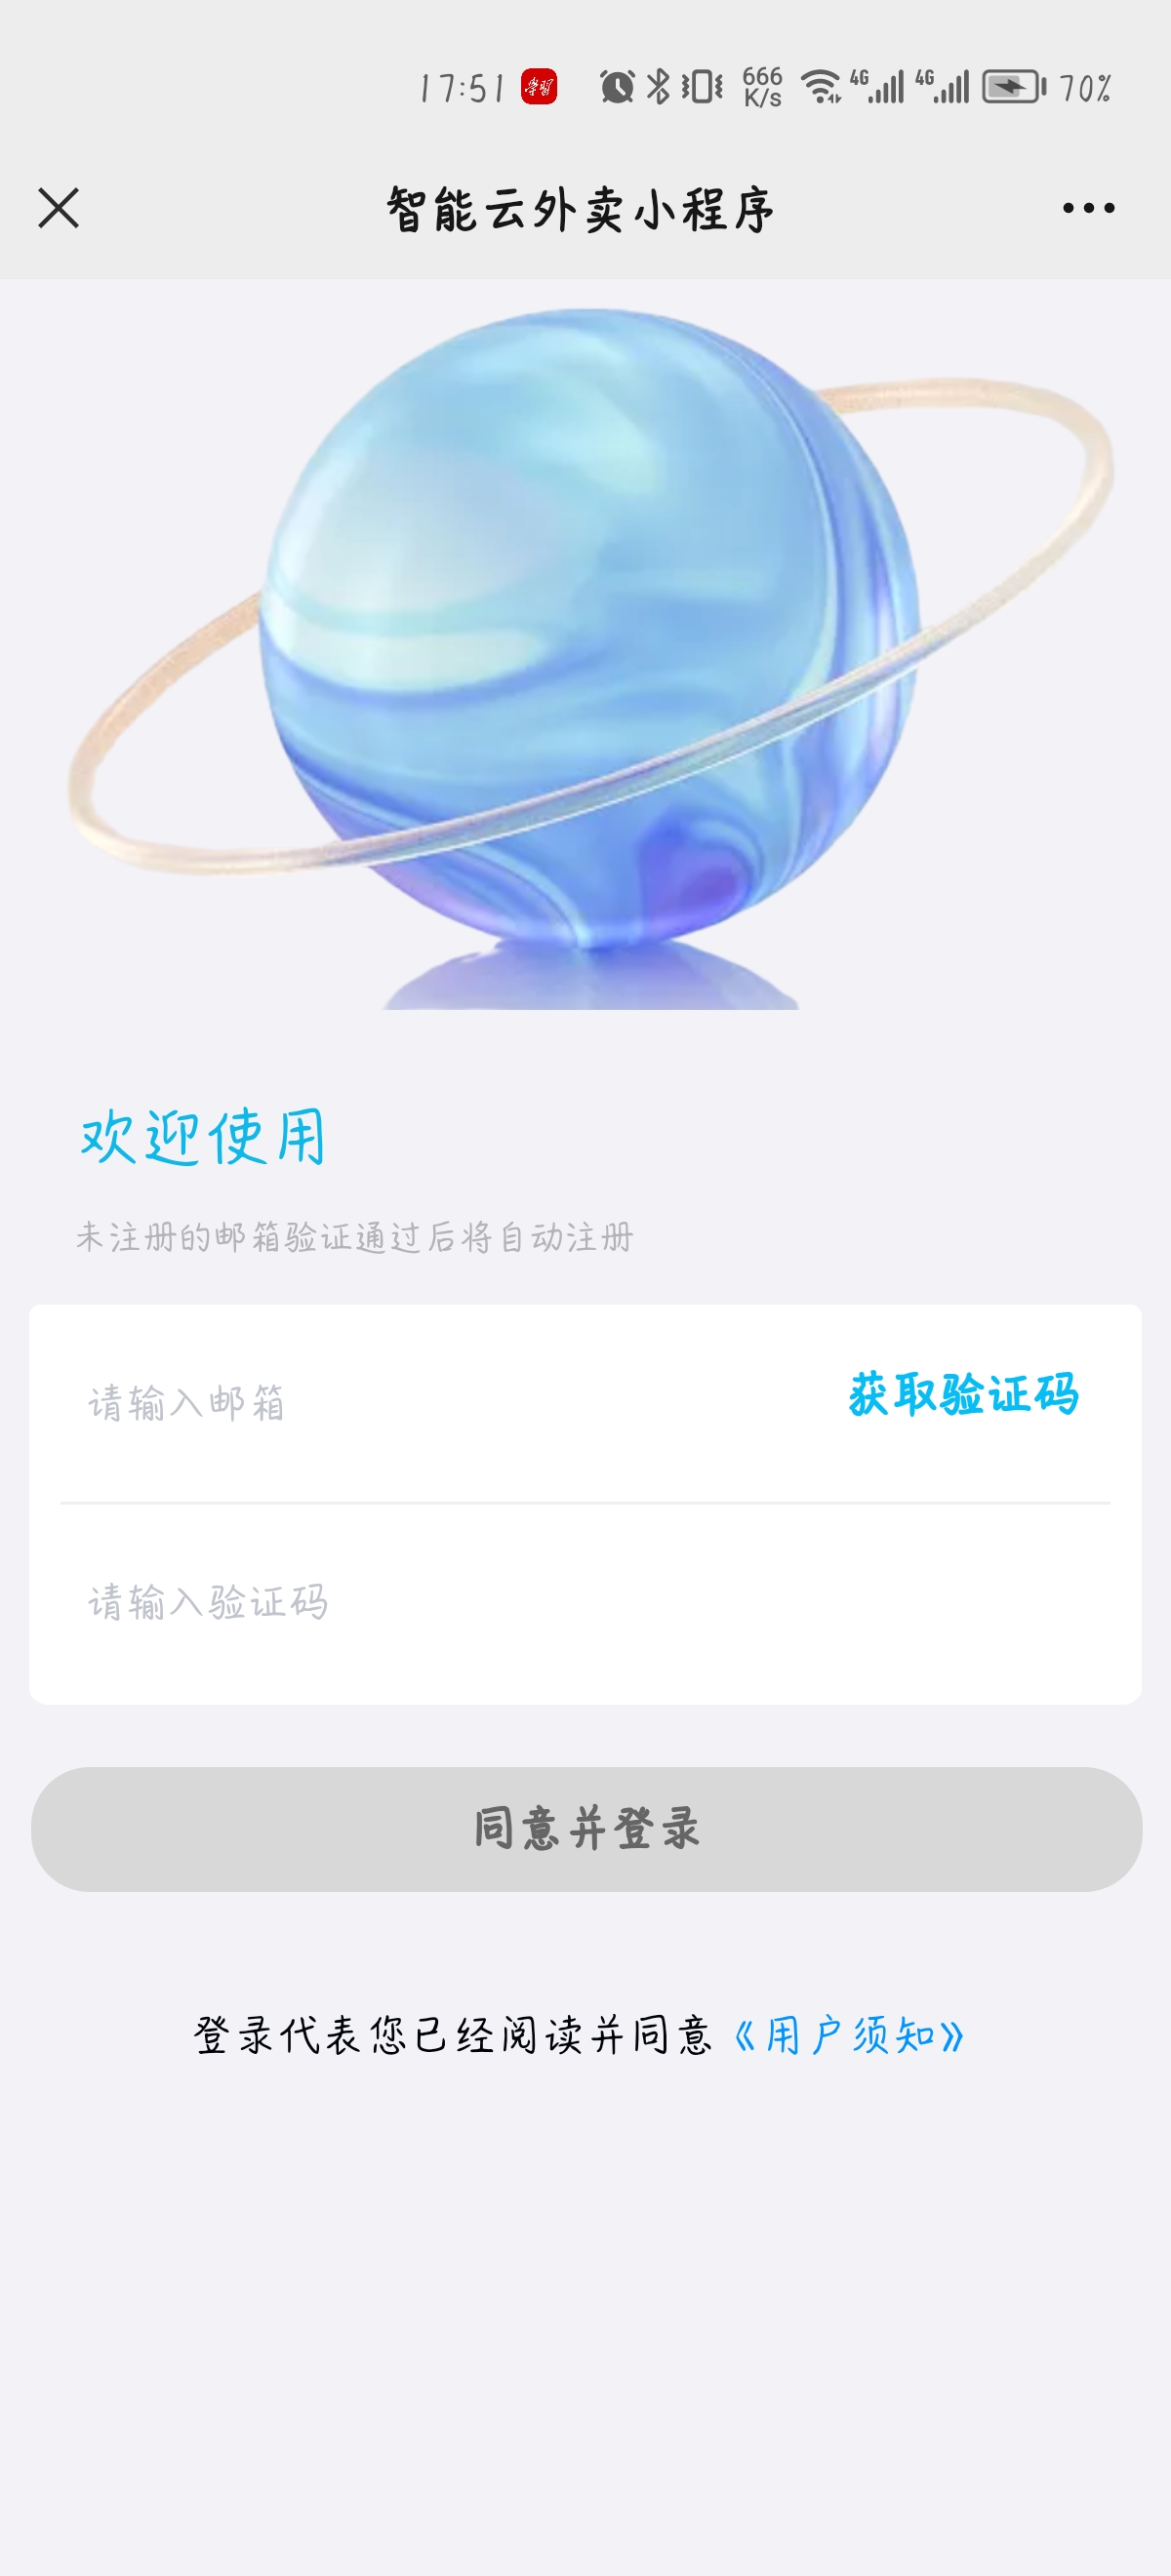 17:51 学习 666 K/s 4G 4G 70%
智能云外卖小程序
欢迎使用
未注册的邮箱验证通过后将自动注册
请输入邮箱 获取验证码
请输入验证码
同意并登录
登录代表您已经阅读并同意《用户须知》